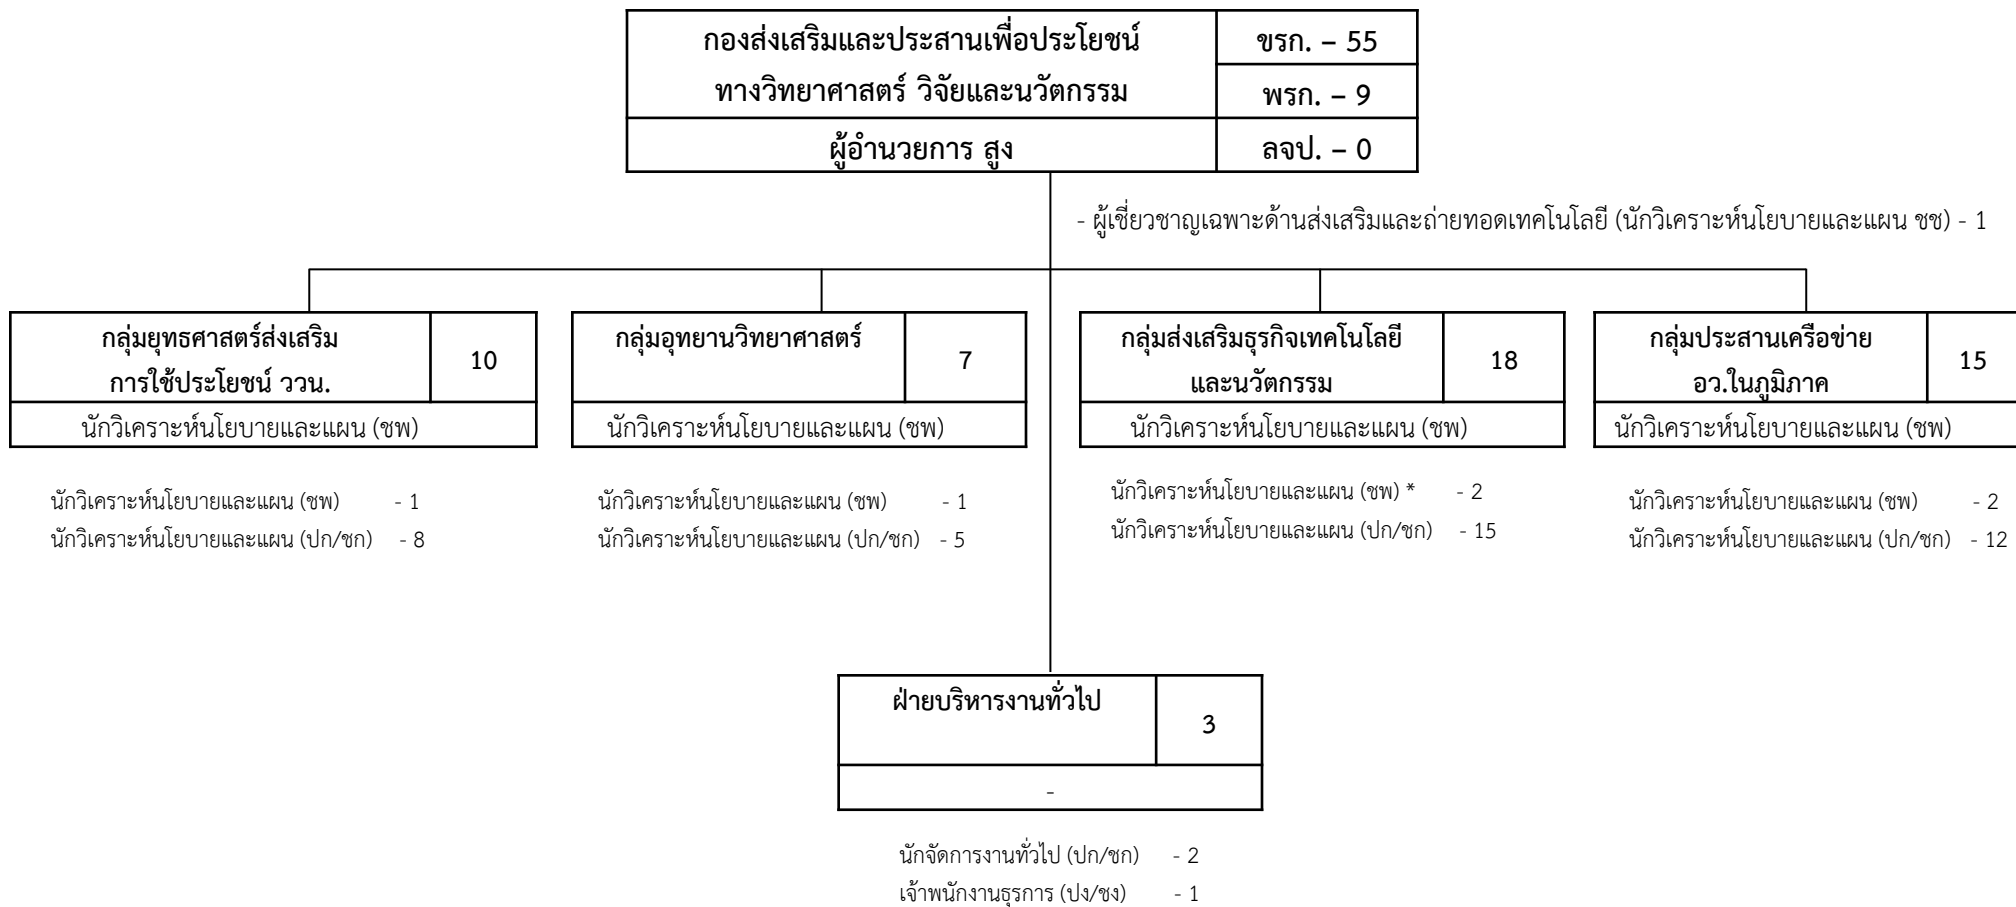 กองส่งเสริมและประสานเพื่อประโยชน์
ทางวิทยาศาสตร์ วิจัยและนวัตกรรม
ขรก. – 55
พรก. – 9
ผู้อำนวยการ สูง
ลจป. – 0
- ผู้เชี่ยวชาญเฉพาะด้านส่งเสริมและถ่ายทอดเทคโนโลยี (นักวิเคราะห์นโยบายและแผน ชช) - 1
กลุ่มยุทธศาสตร์ส่งเสริม
การใช้ประโยชน์ ววน.
10
นักวิเคราะห์นโยบายและแผน (ชพ)
นักวิเคราะห์นโยบายและแผน (ชพ) - 1
นักวิเคราะห์นโยบายและแผน (ปก/ชก) - 8
กลุ่มอุทยานวิทยาศาสตร์
7
นักวิเคราะห์นโยบายและแผน (ชพ)
นักวิเคราะห์นโยบายและแผน (ชพ) - 1
นักวิเคราะห์นโยบายและแผน (ปก/ชก) - 5
กลุ่มส่งเสริมธุรกิจเทคโนโลยี
และนวัตกรรม
18
นักวิเคราะห์นโยบายและแผน (ชพ)
นักวิเคราะห์นโยบายและแผน (ชพ) * - 2
นักวิเคราะห์นโยบายและแผน (ปก/ชก) - 15
กลุ่มประสานเครือข่าย
อว.ในภูมิภาค
15
นักวิเคราะห์นโยบายและแผน (ชพ)
นักวิเคราะห์นโยบายและแผน (ชพ) - 2
นักวิเคราะห์นโยบายและแผน (ปก/ชก) - 12
ฝ่ายบริหารงานทั่วไป
3
-
นักจัดการงานทั่วไป (ปก/ชก) - 2
เจ้าพนักงานธุรการ (ปง/ชง) - 1